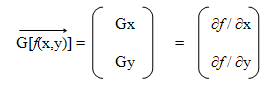 G[f(x,y)] = ( Gx Gy ) = ( ∂f / ∂x ∂f / ∂y )